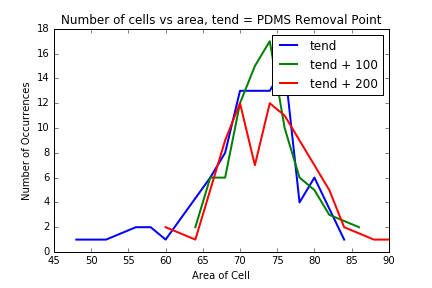 Number of cells vs area, tend = PDMS Removal Point
18
16
14
12
10
8
6
4
2
0
Number of Occurrences
tend
tend + 100
tend + 200
45 50 55 60 65 70 75 80 85 90
Area of Cell